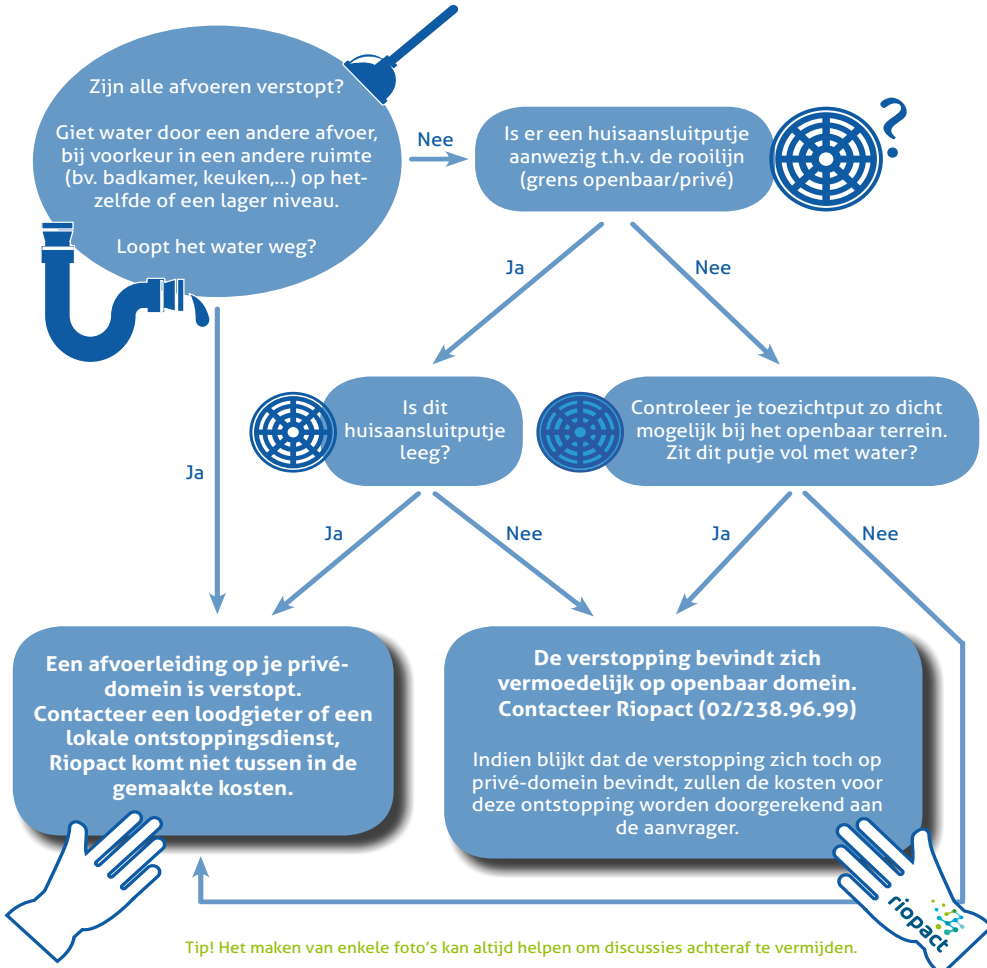 Zijn alle afvoeren verstopt?
Giet water door een andere afvoer,
bij voorkeur in een andere ruimte
(bv. badkamer, keuken,...) op het-
zelfde of een lager niveau.
Loopt het water weg?
Nee
Is er een huisaansluitputje
aanwezig t.h.v. de rooilijn
(grens openbaar/privé)
?
Ja
Nee
Is dit
huisaansluitputje
leeg?
Controleer je toezichtput zo dicht
mogelijk bij het openbaar terrein.
Zit dit putje vol met water?
Ja
Ja
Nee
Ja
Nee
Een afvoerleiding op je privé-
domein is verstopt.
Contacteer een loodgieter of een
lokale ontstoppingsdienst,
Riopact komt niet tussen in de
gemaakte kosten.
De verstopping bevindt zich
vermoedelijk op openbaar domein.
Contacteer Riopact (02/238.96.99)
Indien blijkt dat de verstopping zich toch op
privé-domein bevindt, zullen de kosten voor
deze ontstopping worden doorgerekend aan
de aanvrager.
riopact
Tip! Het maken van enkele foto's kan altijd helpen om discussies achteraf te vermijden.